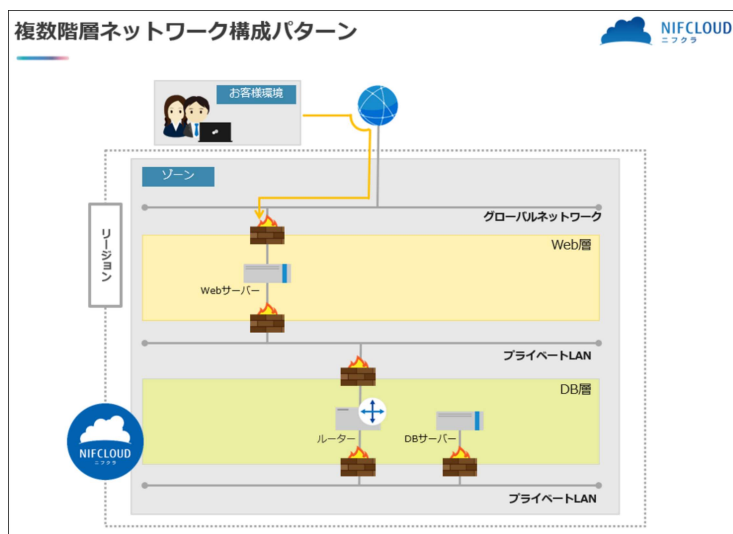 複数階層ネットワーク構成パターン
NIFCLOUD
ニフクラ
お客様環境
ゾーン
グローバルネットワーク
リージョン
Web層
Webサーバー
プライベートLAN
DB層
ルーター
DBサーバー
NIFCLOUD
ニフクラ
プライベートLAN